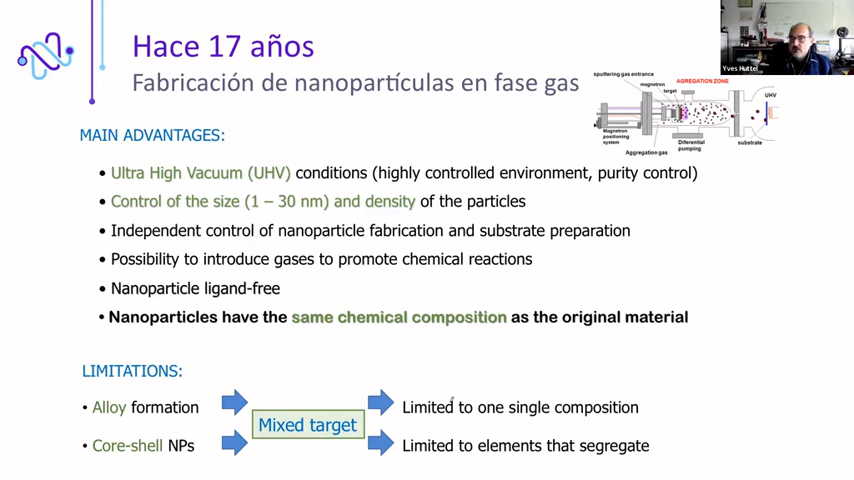 Hace 17 años
Fabricación de nanopartículas en fase gas
Yves Huttel
sputtering gas entrance
magnetron
target
AGREGATION ZONE
UHV
Magnetron
positioning
system
Aggregation gas
Diferential
pumping
substrate
MAIN ADVANTAGES:
• Ultra High Vacuum (UHV) conditions (highly controlled environment, purity control)
• Control of the size (1 – 30 nm) and density of the particles
• Independent control of nanoparticle fabrication and substrate preparation
• Possibility to introduce gases to promote chemical reactions
• Nanoparticle ligand-free
• Nanoparticles have the same chemical composition as the original material
LIMITATIONS:
• Alloy formation
Mixed target
Limited to one single composition
• Core-shell NPs
Limited to elements that segregate